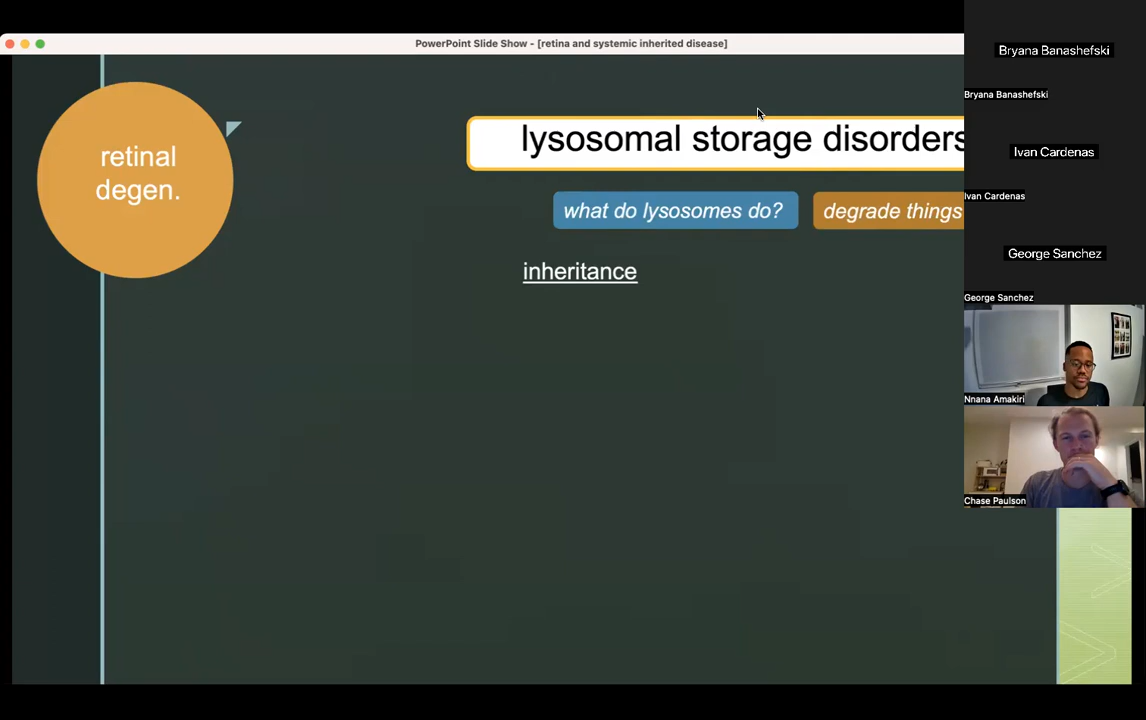 PowerPoint Slide Show - [retina and systemic inherited disease]
retinal
degen.
lysosomal storage disorders
what do lysosomes do?
degrade things
inheritance
Bryana Banashefski
Bryana Banashefski
Ivan Cardenas
Ivan Cardenas
George Sanchez
George Sanchez
Nnana Amakiri
Chase Paulson